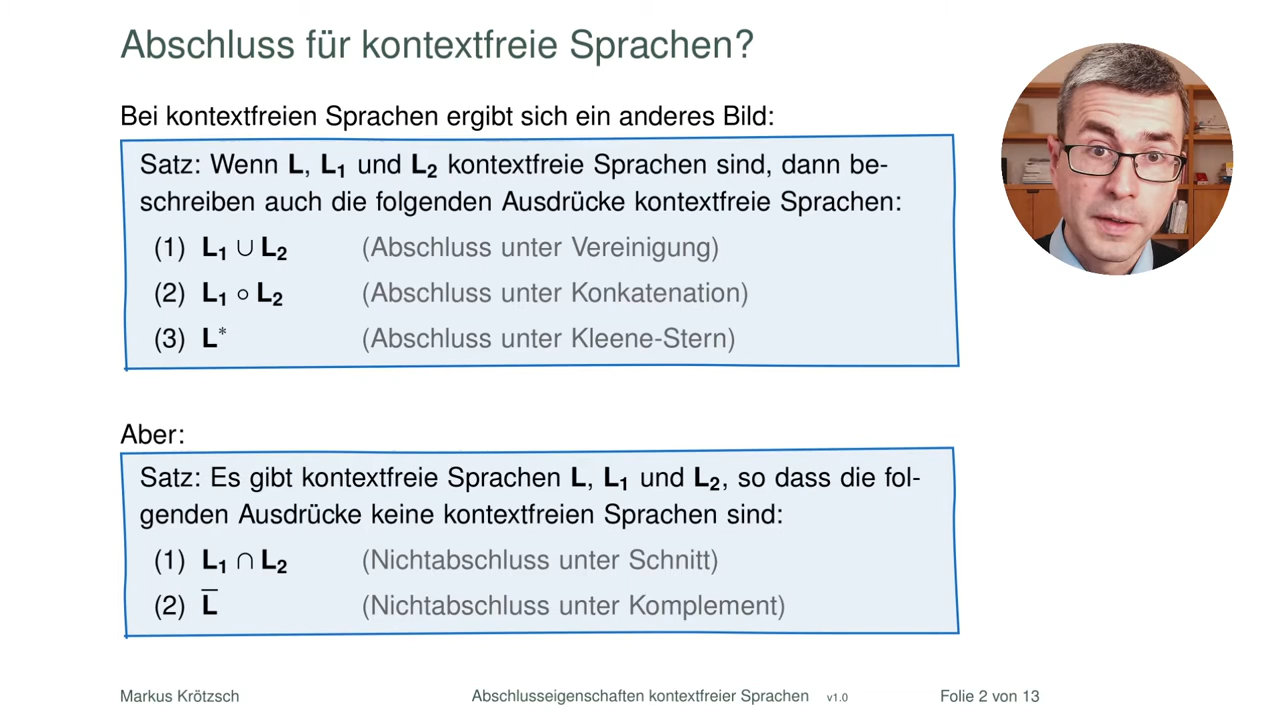 Abschluss für kontextfreie Sprachen?
Bei kontextfreien Sprachen ergibt sich ein anderes Bild:
Satz: Wenn L, L₁ und L₂ kontextfreie Sprachen sind, dann be-
schreiben auch die folgenden Ausdrücke kontextfreie Sprachen:
(1) L₁ ∪ L₂ (Abschluss unter Vereinigung)
(2) L₁ ∘ L₂ (Abschluss unter Konkatenation)
(3) L* (Abschluss unter Kleene-Stern)
Aber:
Satz: Es gibt kontextfreie Sprachen L, L₁ und L₂, so dass die fol-
genden Ausdrücke keine kontextfreien Sprachen sind:
(1) L₁ ∩ L₂ (Nichtabschluss unter Schnitt)
(2) L̅ (Nichtabschluss unter Komplement)
Markus Krötzsch Abschlusseigenschaften kontextfreier Sprachen v1.0 Folie 2 von 13